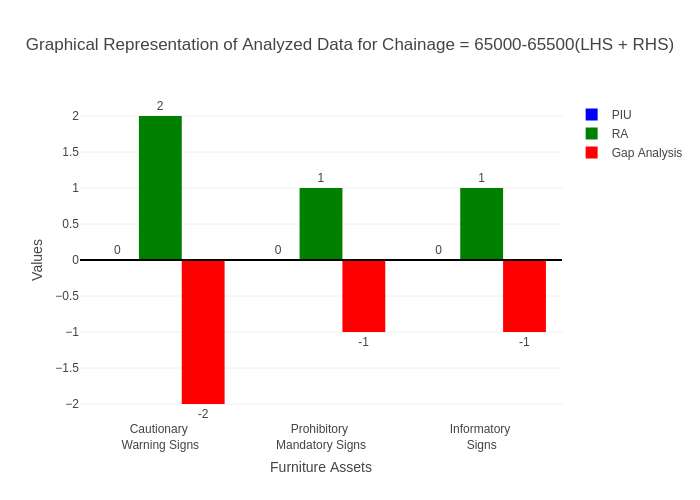 Graphical Representation of Analyzed Data for Chainage = 65000-65500(LHS + RHS)
PIU
RA
Gap Analysis
Values
2
1.5
1
0.5
0
−0.5
−1
−1.5
−2
0
2
-2
0
1
-1
0
1
-1
Cautionary
Warning Signs
Prohibitory
Mandatory Signs
Informatory
Signs
Furniture Assets